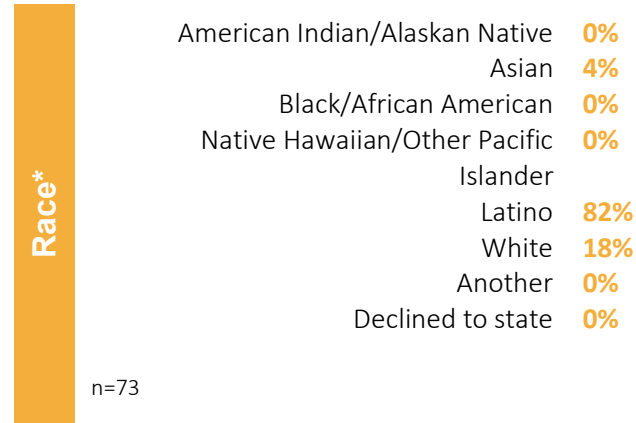 Race*
American Indian/Alaskan Native 0%
Asian 4%
Black/African American 0%
Native Hawaiian/Other Pacific 0%
Islander
Latino 82%
White 18%
Another 0%
Declined to state 0%
n=73